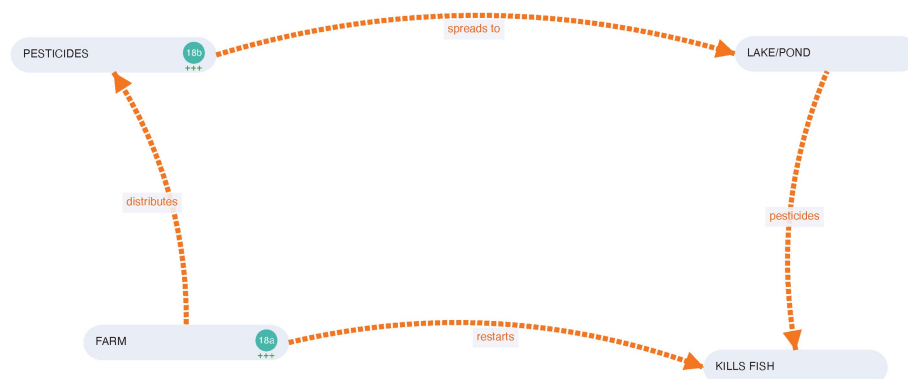 spreads to
PESTICIDES
18b
+++
LAKE/POND
distributes
pesticides
FARM
18a
+++
restarts
KILLS FISH